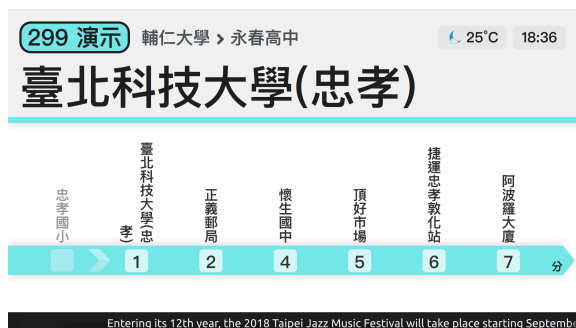 299 演示 輔仁大學 › 永春高中 25°C 18:36
臺北科技大學(忠孝)
忠孝國小
臺北科技大學(忠孝)
正義郵局
懷生國中
頂好市場
捷運忠孝敦化站
阿波羅大廈
1 2 4 5 6 7 分
Entering its 12th year, the 2018 Taipei Jazz Music Festival will take place starting Septemb